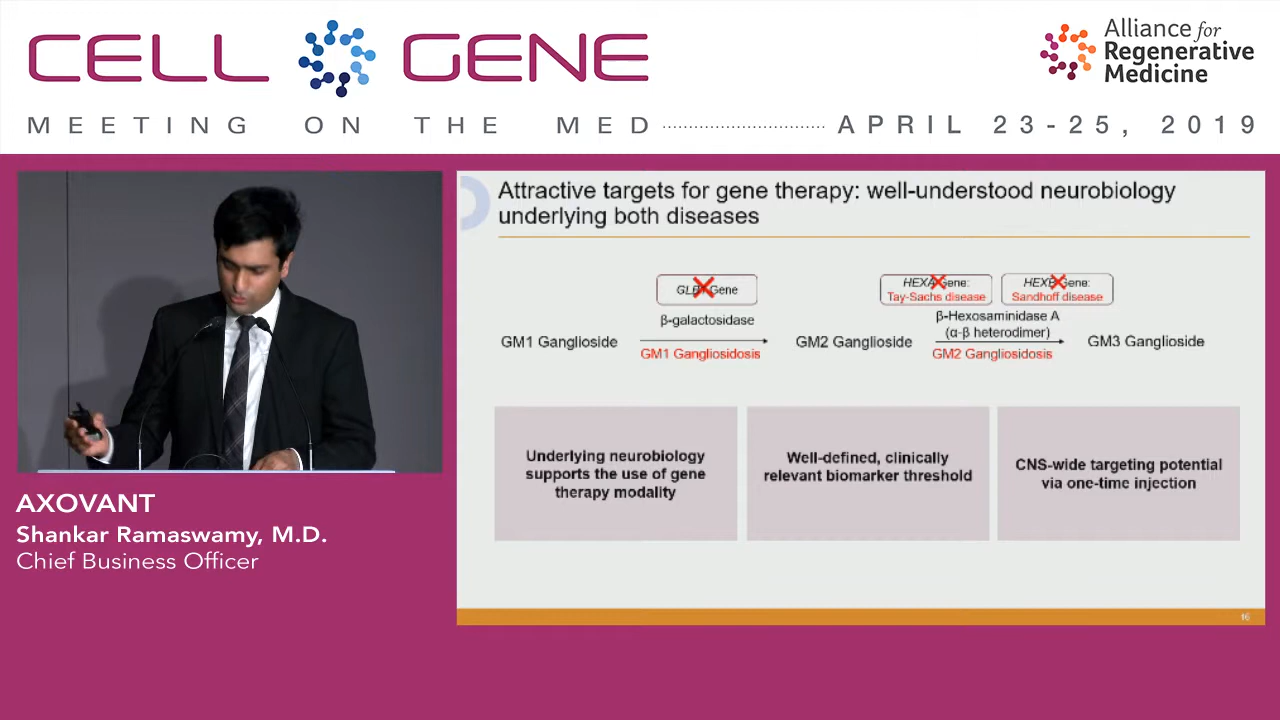 CELL GENE
Alliance for
Regenerative
Medicine
MEETING ON THE MED APRIL 23-25, 2019
Attractive targets for gene therapy: well-understood neurobiology
underlying both diseases
Gene
HEXA Gene:
Tay-Sachs disease
Gene:
Sandhoff disease
β-galactosidase
β-Hexosaminidase A
(α-β heterodimer)
GM1 Ganglioside
GM2 Ganglioside
GM3 Ganglioside
GM1 Gangliosidosis
GM2 Gangliosidosis
Underlying neurobiology
supports the use of gene
therapy modality
Well-defined, clinically
relevant biomarker threshold
CNS-wide targeting potential
via one-time injection
16
AXOVANT
Shankar Ramaswamy, M.D.
Chief Business Officer